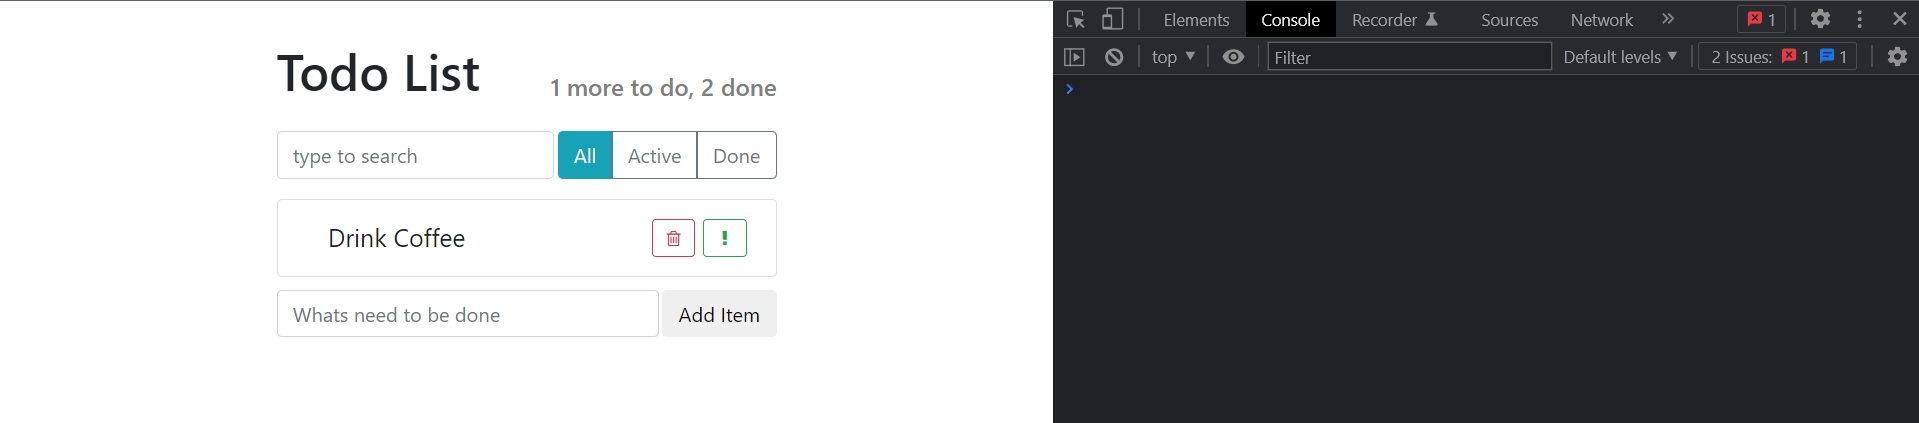 Todo List
1 more to do, 2 done
type to search
All Active Done
Drink Coffee
Whats need to be done
Add Item
Elements Console Recorder Sources Network » 1
top Filter Default levels 2 Issues: 1 1